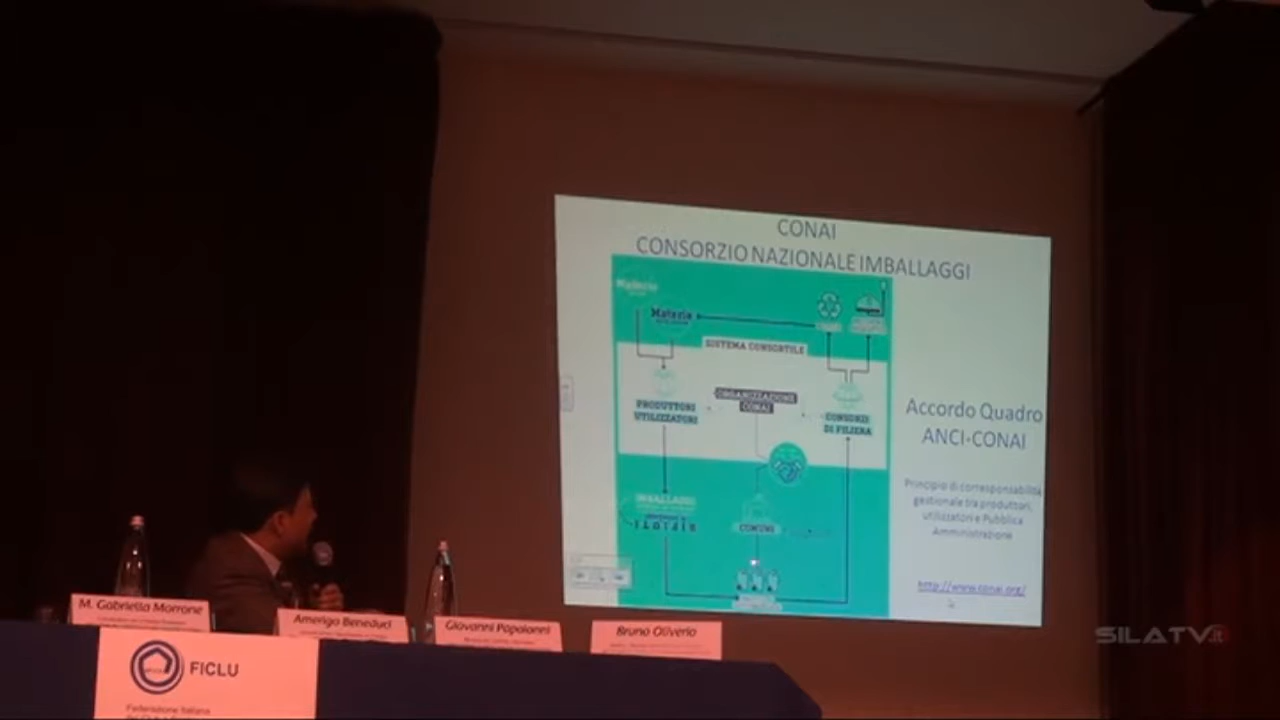 CONAI
CONSORZIO NAZIONALE IMBALLAGGI
Materia
Materia
SISTEMA CONSORTILE
PRODUTTORI
UTILIZZATORI
ORGANIZZAZIONE
CONAI
CONSORZI
DI FILIERA
Accordo Quadro
ANCI-CONAI
IMBALLAGGI
RIFIUTI
COMUNI
Principio di corresponsabilità
gestionale tra produttori,
utilizzatori e Pubblica
Amministrazione
http://www.conai.org/
M. Gabriella Morrone
Amerigo Beneduci
Giovanni Papaianni
Bruno Oliverio
FICLU
Federazione Italiana
SILATV.it